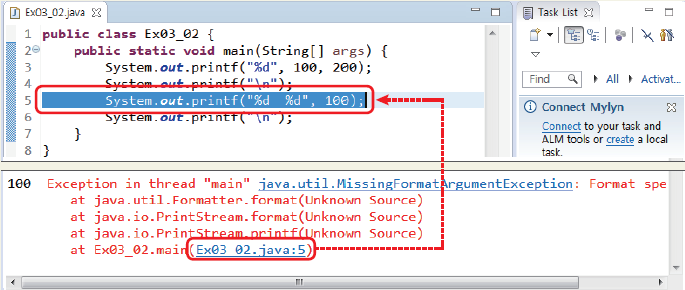 Ex03_02.java
1 public class Ex03_02 {
2 public static void main(String[] args) {
3 System.out.printf("%d", 100, 200);
4 System.out.printf("\n");
5 System.out.printf("%d %d", 100);
6 System.out.printf("\n");
7 }
8 }
Task List
Find All Activat...
Connect Mylyn
Connect to your task and
ALM tools or create a local
task.
100 Exception in thread "main" java.util.MissingFormatArgumentException: Format spe
at java.util.Formatter.format(Unknown Source)
at java.io.PrintStream.format(Unknown Source)
at java.io.PrintStream.printf(Unknown Source)
at Ex03_02.main(Ex03_02.java:5)